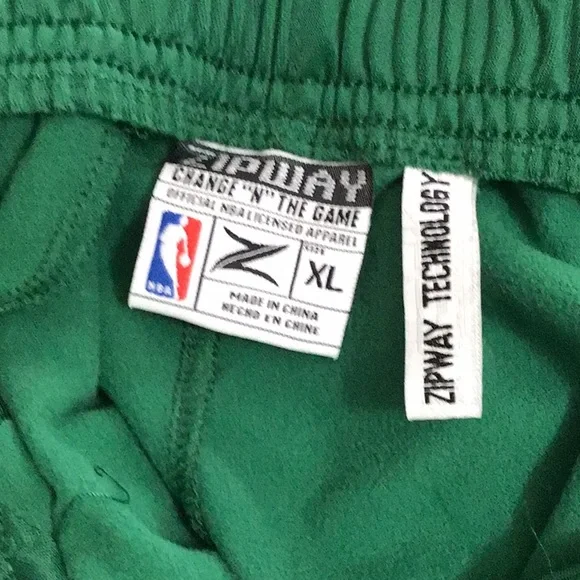 ZIPWAY
CHANGE "N" THE GAME
OFFICIAL NBA LICENSED APPAREL
NBA
SIZE
XL
MADE IN CHINA
HECHO EN CHINE
ZIPWAY TECHNOLOGY